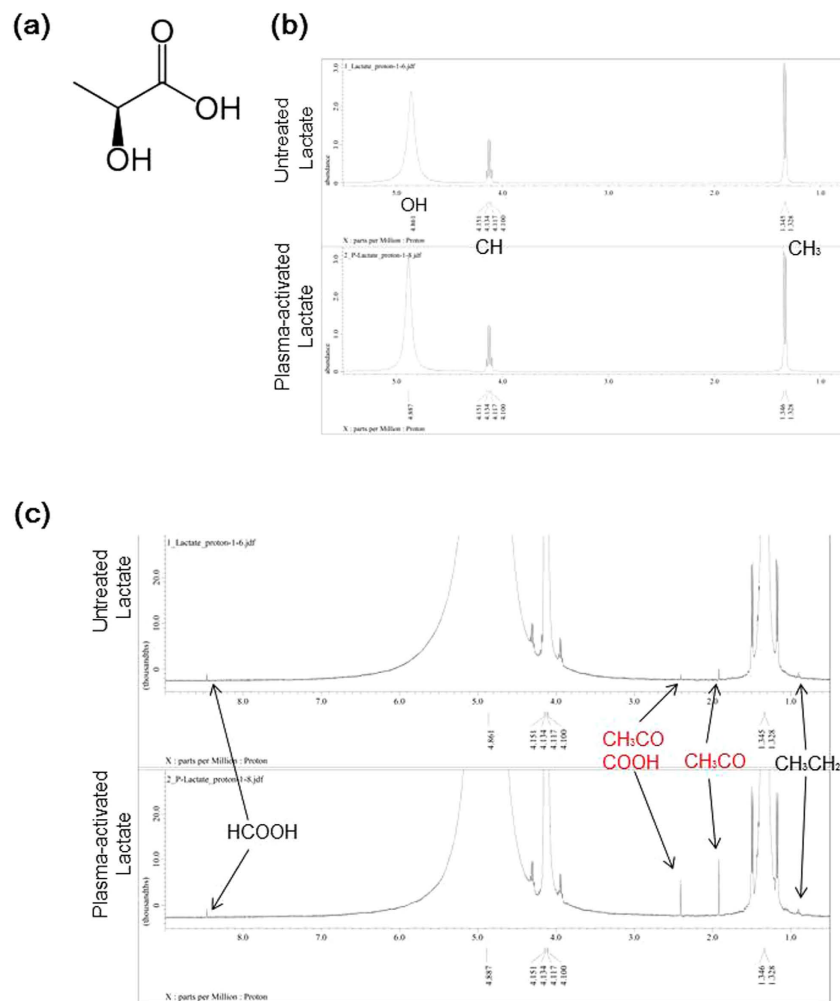 (a)
O
OH
OH
(b)
Untreated
Lactate
1_Lactate_proton-1-6.jdf
3.0
2.0
1.0
0
abundance
5.0 4.0 3.0 2.0 1.0
OH
4.861
4.151
4.134
4.117
4.100
1.345
1.328
X : parts per Million : Proton
CH
CH₃
Plasma-activated
Lactate
2_P-Lactate_proton-1-8.jdf
3.0
2.0
1.0
0
abundance
5.0 4.0 3.0 2.0 1.0
4.887
4.151
4.134
4.117
4.100
1.346
1.328
X : parts per Million : Proton
(c)
Untreated
Lactate
1_Lactate_proton-1-6.jdf
20.0
10.0
0
(thousandths)
8.0 7.0 6.0 5.0 4.0 3.0 2.0 1.0
4.861
4.151
4.134
4.117
4.100
1.345
1.328
X : parts per Million : Proton
CH₃CO
COOH
CH₃CO
CH₃CH₂
HCOOH
Plasma-activated
Lactate
2_P-Lactate_proton-1-8.jdf
20.0
10.0
0
(thousandths)
8.0 7.0 6.0 5.0 4.0 3.0 2.0 1.0
4.887
4.151
4.134
4.117
4.100
1.346
1.328
X : parts per Million : Proton